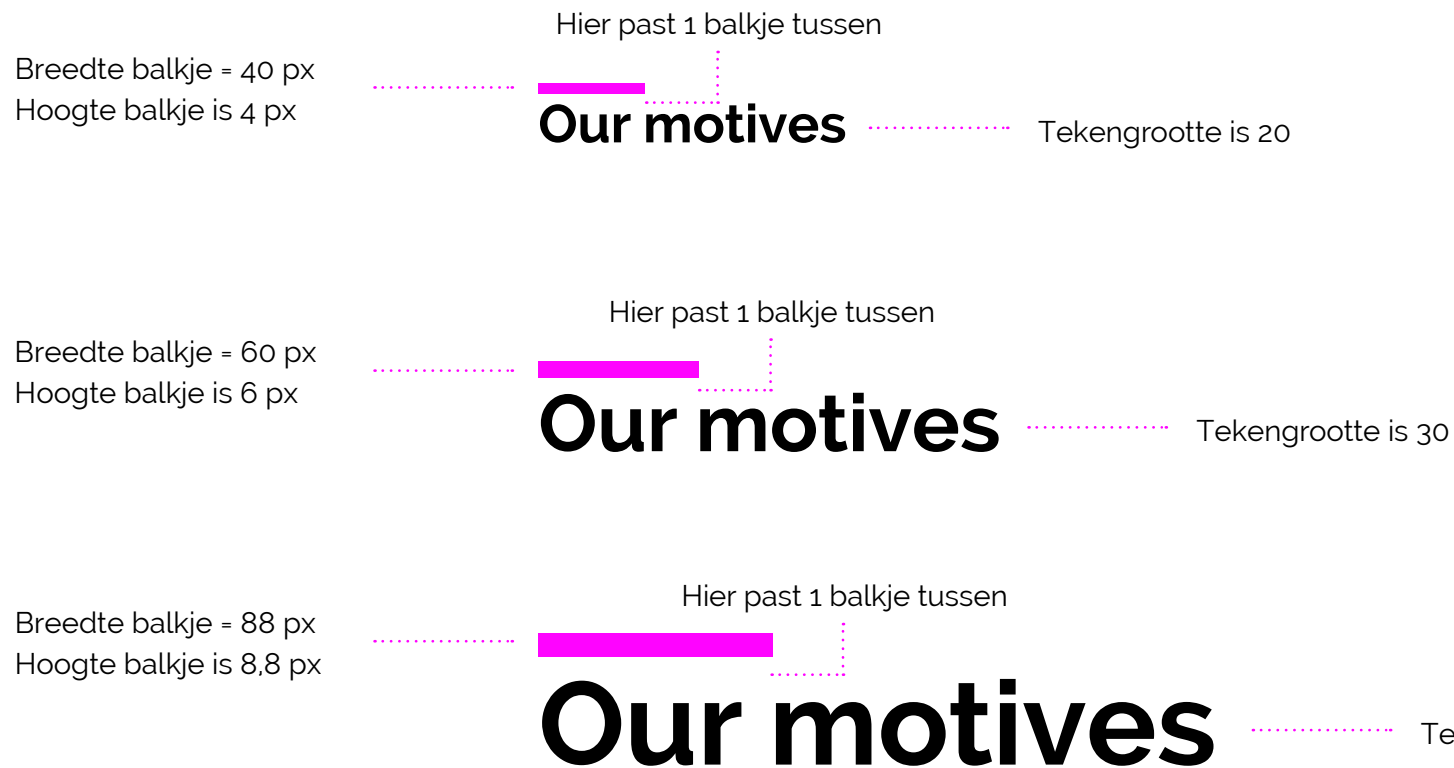 Hier past 1 balkje tussen
Breedte balkje = 40 px
Hoogte balkje is 4 px
Our motives
Tekengrootte is 20
Hier past 1 balkje tussen
Breedte balkje = 60 px
Hoogte balkje is 6 px
Our motives
Tekengrootte is 30
Hier past 1 balkje tussen
Breedte balkje = 88 px
Hoogte balkje is 8,8 px
Our motives
Te